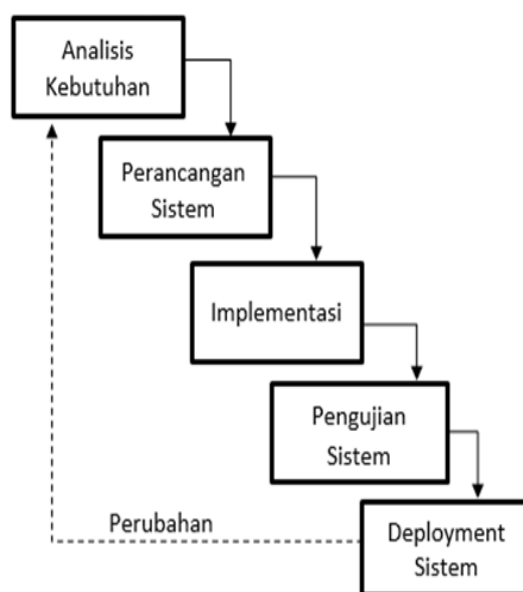 Analisis
Kebutuhan
Perancangan
Sistem
Implementasi
Pengujian
Sistem
Perubahan
Deployment
Sistem